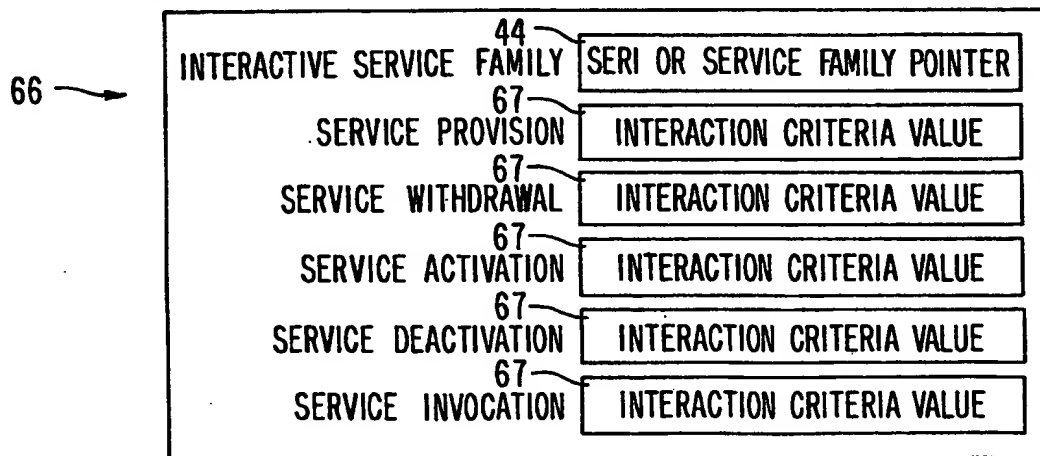 44
INTERACTIVE SERVICE FAMILY SERI OR SERVICE FAMILY POINTER
66
67
SERVICE PROVISION INTERACTION CRITERIA VALUE
67
SERVICE WITHDRAWAL INTERACTION CRITERIA VALUE
67
SERVICE ACTIVATION INTERACTION CRITERIA VALUE
67
SERVICE DEACTIVATION INTERACTION CRITERIA VALUE
67
SERVICE INVOCATION INTERACTION CRITERIA VALUE